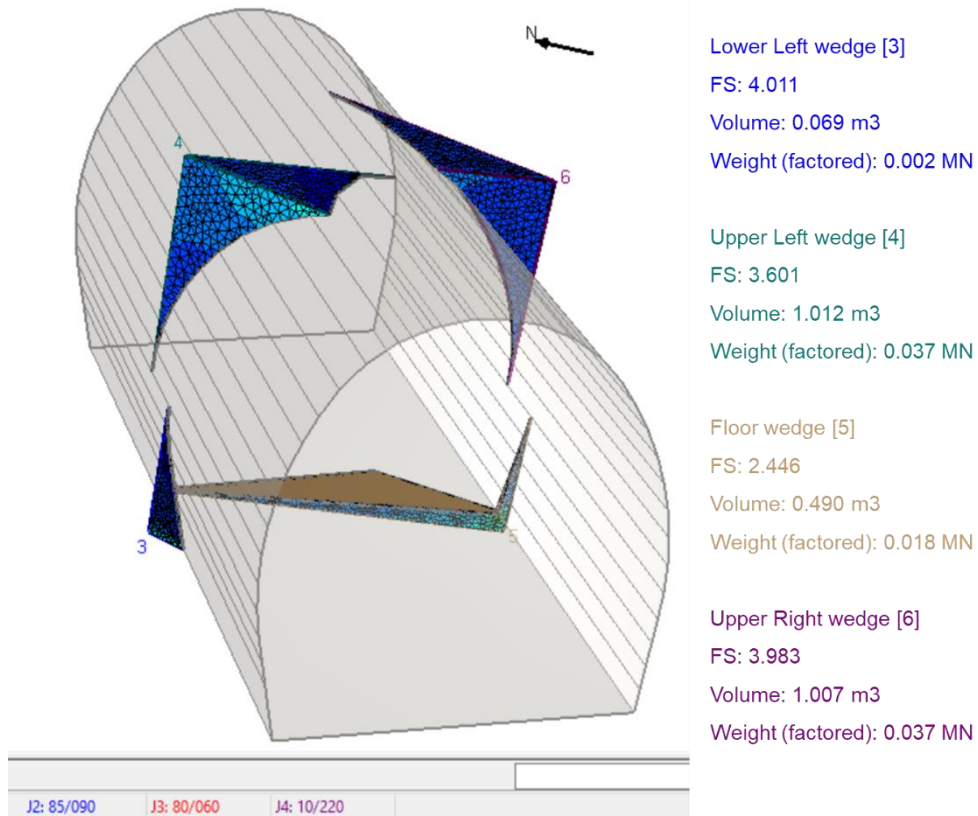 N
4
6
3
5
Lower Left wedge [3]
FS: 4.011
Volume: 0.069 m3
Weight (factored): 0.002 MN
Upper Left wedge [4]
FS: 3.601
Volume: 1.012 m3
Weight (factored): 0.037 MN
Floor wedge [5]
FS: 2.446
Volume: 0.490 m3
Weight (factored): 0.018 MN
Upper Right wedge [6]
FS: 3.983
Volume: 1.007 m3
Weight (factored): 0.037 MN
J2: 85/090 J3: 80/060 J4: 10/220